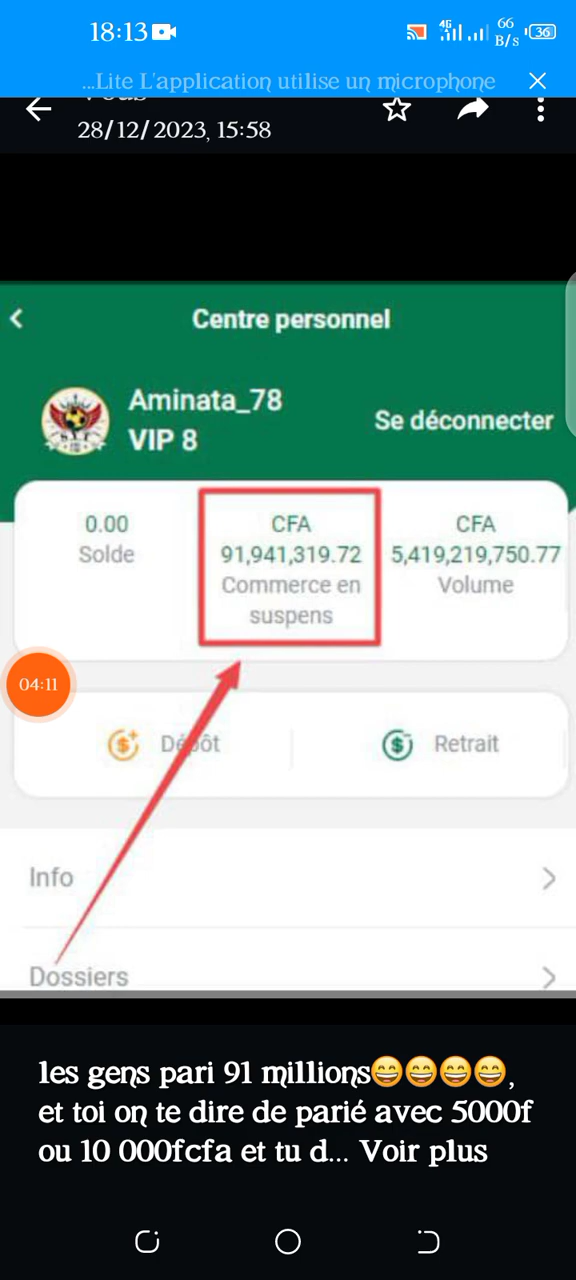 18:13
4G
66
B/s
36
...Lite L'application utilise un microphone
28/12/2023, 15:58
Centre personnel
Aminata_78
VIP 8
Se déconnecter
0.00
Solde
CFA
91,941,319.72
Commerce en
suspens
CFA
5,419,219,750.77
Volume
04:11
Dépôt
Retrait
Info
Dossiers
les gens pari 91 millions😄😄😄😄,
et toi on te dire de parié avec 5000f
ou 10 000fcfa et tu d... Voir plus